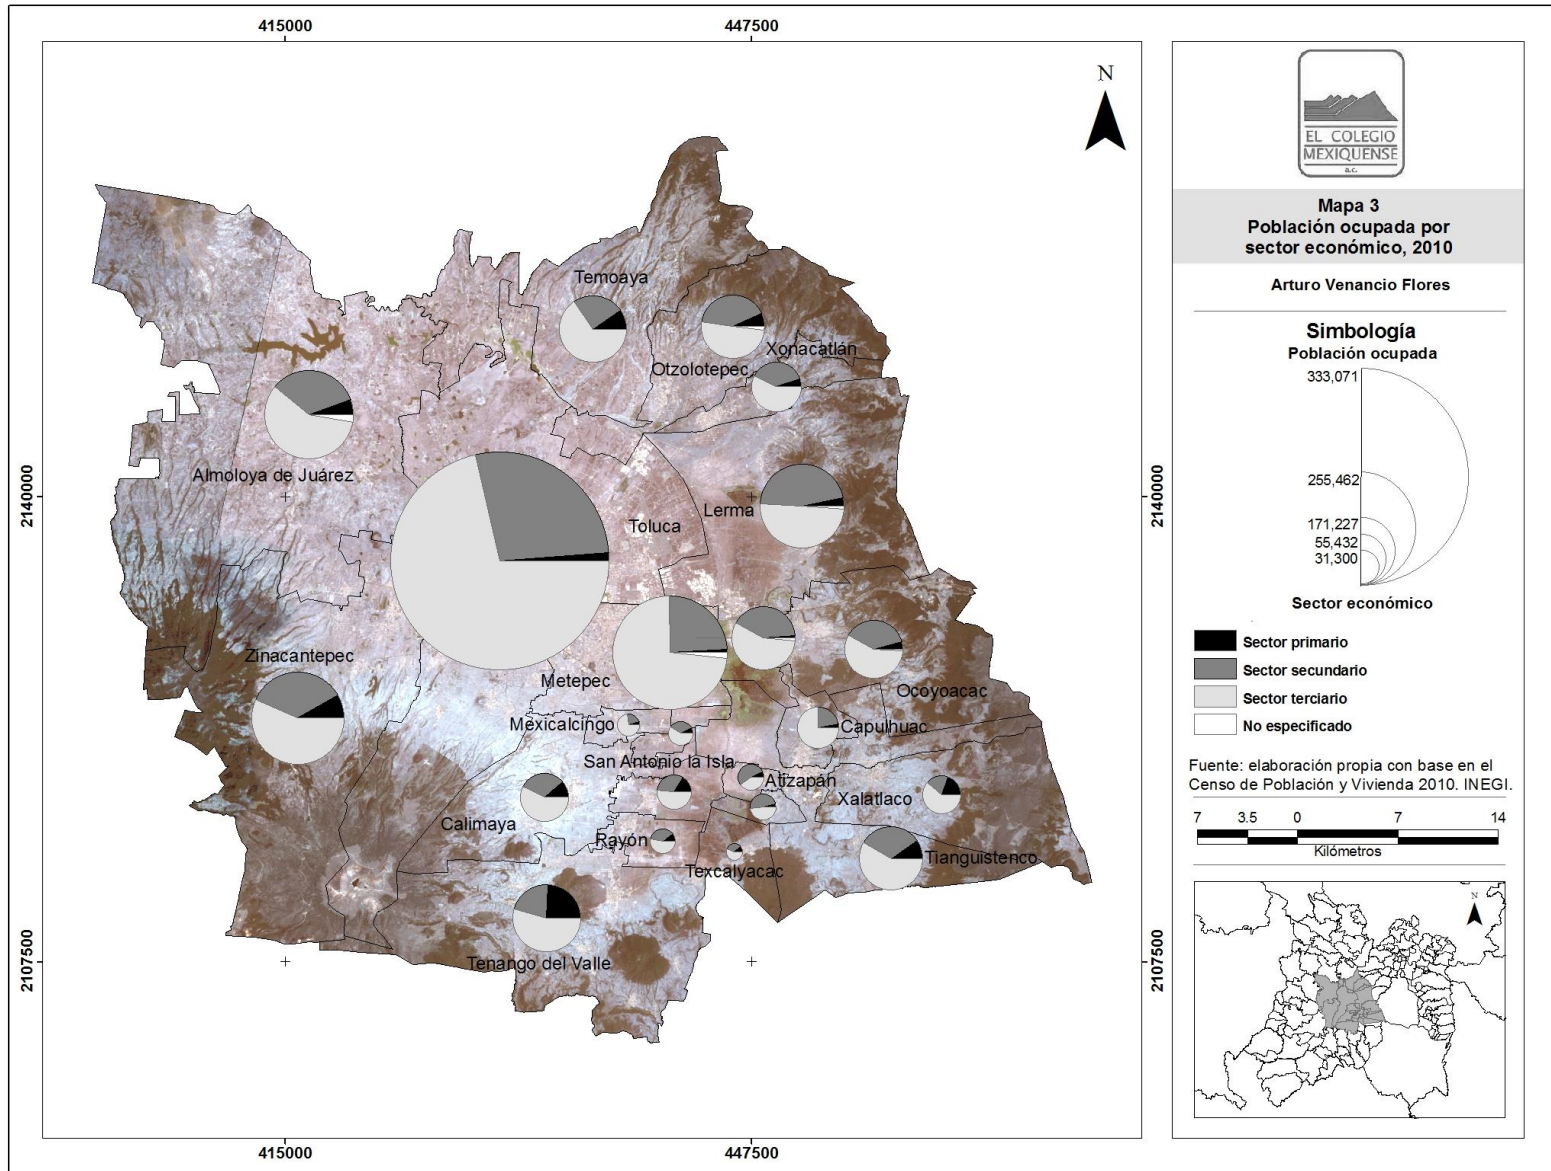 415000
447500
N
2140000
2107500
2140000
2107500
Temoaya
Xonacatlán
Otzolotepec
Almoloya de Juárez
Toluca
Lerma
Zinacantepec
Metepec
Ocoyoacac
Mexicalcingo
Capulhuac
San Antonio la Isla
Atizapán
Xalatlaco
Calimaya
Rayón
Texcalyacac
Tianguistenco
Tenango del Valle
415000
447500
EL COLEGIO
MEXIQUENSE
a.c.
Mapa 3
Población ocupada por
sector económico, 2010
Arturo Venancio Flores
Simbología
Población ocupada
333,071
255,462
171,227
55,432
31,300
Sector económico
Sector primario
Sector secundario
Sector terciario
No especificado
Fuente: elaboración propia con base en el
Censo de Población y Vivienda 2010. INEGI.
7 3.5 0 7 14
Kilómetros
N